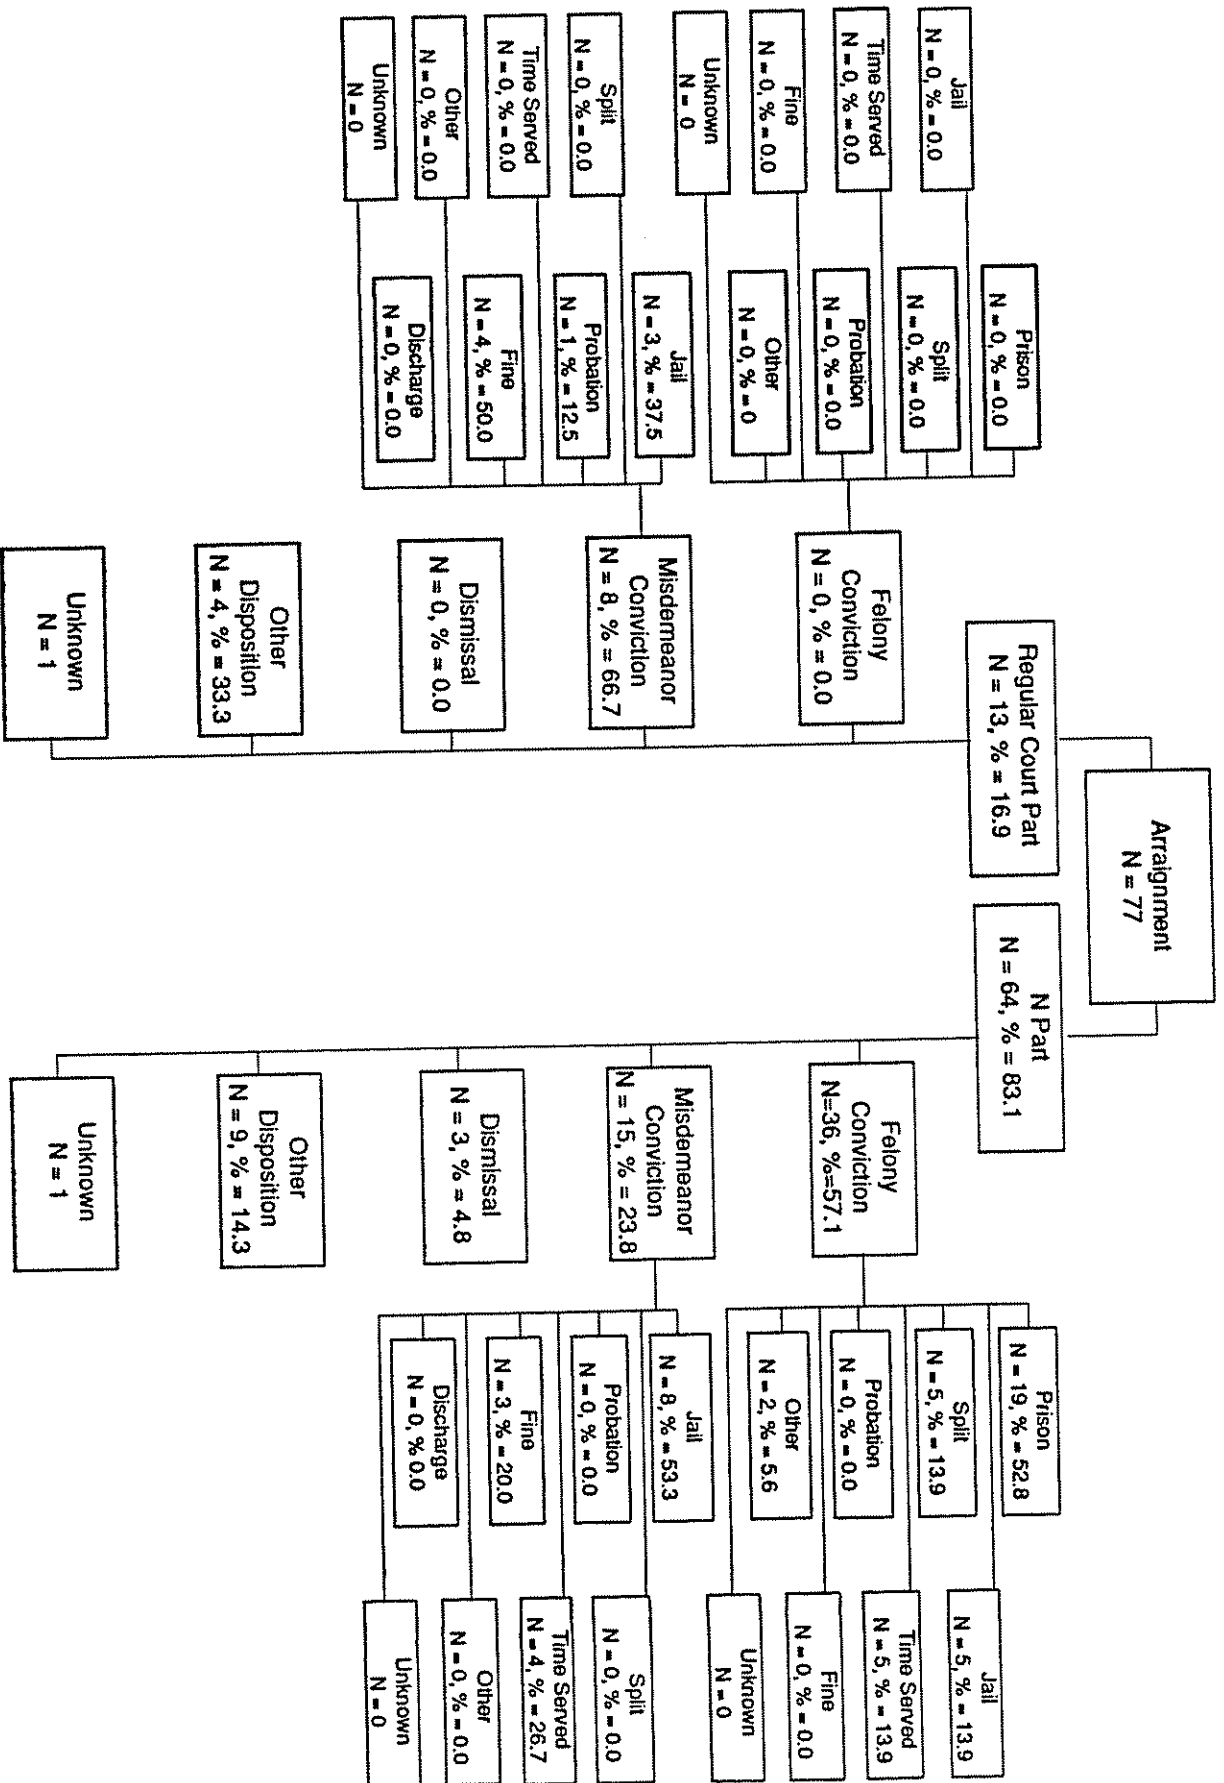 Arraignment
N = 77
Regular Court Part
N = 13, % = 16.9
N Part
N = 64, % = 83.1
Prison
N = 0, % = 0.0
Jail
N = 0, % = 0.0
Split
N = 0, % = 0.0
Time Served
N = 0, % = 0.0
Probation
N = 0, % = 0.0
Fine
N = 0, % = 0.0
Other
N = 0, % = 0
Unknown
N = 0
Felony
Conviction
N = 0, % = 0.0
Jail
N = 3, % = 37.5
Split
N = 0, % = 0.0
Probation
N = 1, % = 12.5
Time Served
N = 0, % = 0.0
Fine
N = 4, % = 50.0
Other
N = 0, % = 0.0
Discharge
N = 0, % = 0.0
Unknown
N = 0
Misdemeanor
Conviction
N = 8, % = 66.7
Dismissal
N = 0, % = 0.0
Other
Disposition
N = 4, % = 33.3
Unknown
N = 1
Felony
Conviction
N=36, %=57.1
Prison
N = 19, % = 52.8
Jail
N = 5, % = 13.9
Split
N = 5, % = 13.9
Time Served
N = 5, % = 13.9
Probation
N = 0, % = 0.0
Fine
N = 0, % = 0.0
Other
N = 2, % = 5.6
Unknown
N = 0
Misdemeanor
Conviction
N = 15, % = 23.8
Jail
N = 8, % = 53.3
Split
N = 0, % = 0.0
Probation
N = 0, % = 0.0
Time Served
N = 4, % = 26.7
Fine
N = 3, % = 20.0
Other
N = 0, % = 0.0
Discharge
N = 0, % 0.0
Unknown
N = 0
Dismissal
N = 3, % = 4.8
Other
Disposition
N = 9, % = 14.3
Unknown
N = 1